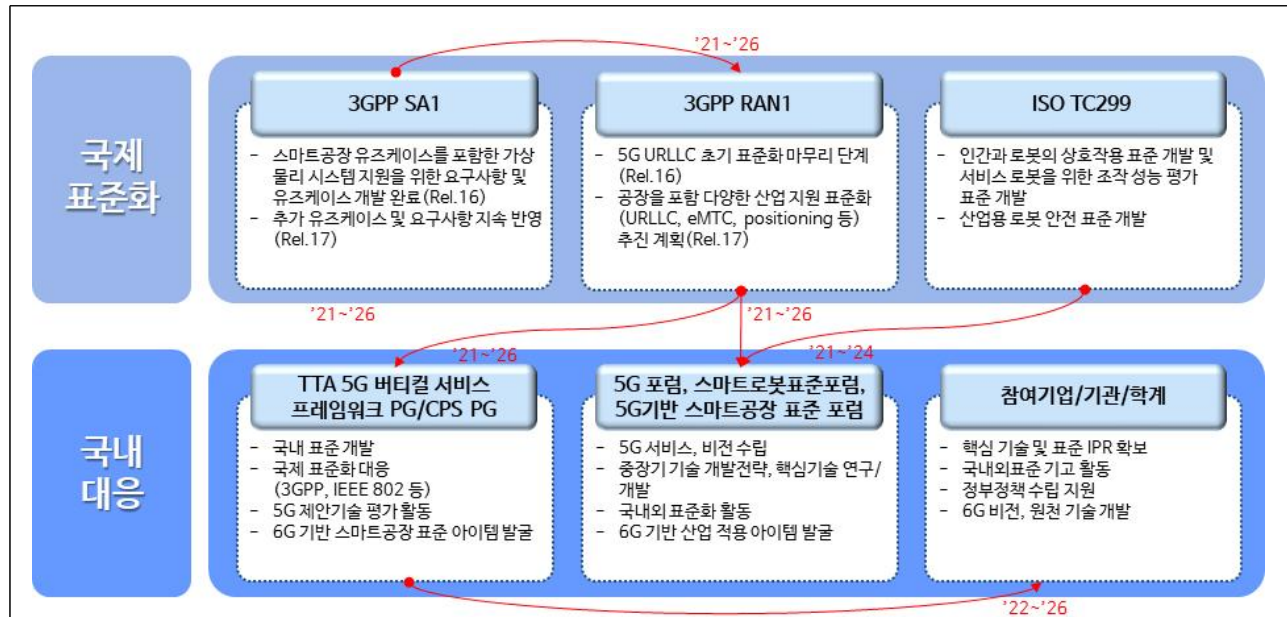 ’21~’26
국제
표준화
3GPP SA1
- 스마트공장 유즈케이스를 포함한 가상
물리 시스템 지원을 위한 요구사항 및
유즈케이스 개발 완료(Rel.16)
- 추가 유즈케이스 및 요구사항 지속 반영
(Rel.17)
3GPP RAN1
- 5G URLLC 초기 표준화 마무리 단계
(Rel.16)
- 공장을 포함 다양한 산업 지원 표준화
(URLLC, eMTC, positioning 등)
추진 계획(Rel.17)
ISO TC299
- 인간과 로봇의 상호작용 표준 개발 및
서비스 로봇을 위한 조작 성능 평가
표준 개발
- 산업용 로봇 안전 표준 개발
’21~’26
’21~’26
’21~’26
’21~’24
국내
대응
TTA 5G 버티컬 서비스
프레임워크 PG/CPS PG
- 국내 표준 개발
- 국제 표준화 대응
(3GPP, IEEE 802 등)
- 5G 제안기술 평가 활동
- 6G 기반 스마트공장 표준 아이템 발굴
5G 포럼, 스마트로봇표준포럼,
5G기반 스마트공장 표준 포럼
- 5G 서비스, 비전 수립
- 중장기 기술 개발전략, 핵심기술 연구/
개발
- 국내외 표준화 활동
- 6G 기반 산업 적용 아이템 발굴
참여기업/기관/학계
- 핵심 기술 및 표준 IPR 확보
- 국내외표준 기고 활동
- 정부정책 수립 지원
- 6G 비전, 원천 기술 개발
’22~’26